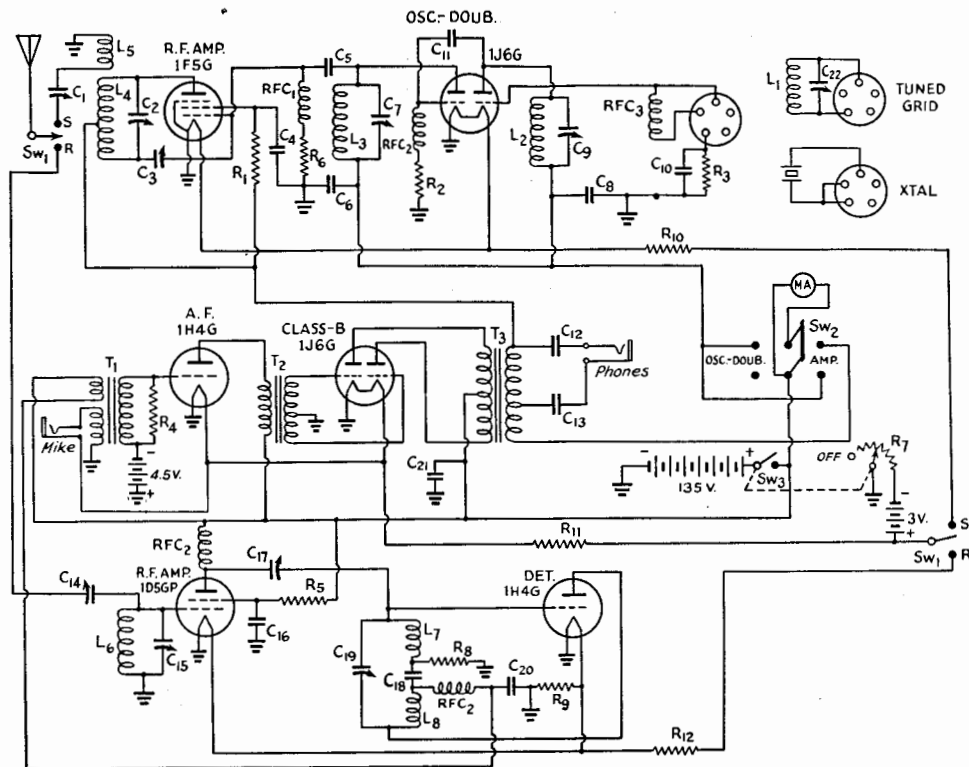 OSC.-DOUB.
L5
R.F. AMP.
1F5G
C5
C11
1J6G
C1
L4
C2
RFC1
L3
C7
RFC2
L2
C9
RFC3
L1
C22
TUNED
GRID
S
Sw1
R
C3
R1
C4
R6
C6
R2
C8
C10
R3
XTAL
R10
MA
A.F.
1H4G
CLASS-B
1J6G
T3
C12
Sw2
T1
T2
OSC.-DOUB.
AMP.
Phones
R4
C13
Mike
-
4.5V.
+
C21
-
135 V.
+
Sw3
OFF
R7
-
3V.
+
S
Sw1
R
RFC2
C17
R11
R.F. AMP.
1D5GP
R5
DET.
1H4G
C14
L6
C15
C16
C19
L7
R8
C18
RFC2
C20
L8
R9
R12